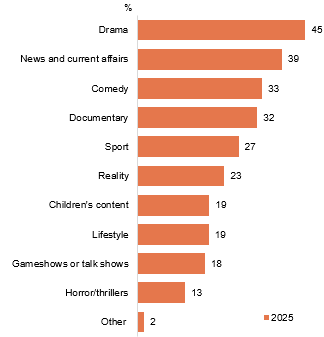 %
Drama 45
News and current affairs 39
Comedy 33
Documentary 32
Sport 27
Reality 23
Children's content 19
Lifestyle 19
Gameshows or talk shows 18
Horror/thrillers 13
Other 2
2025